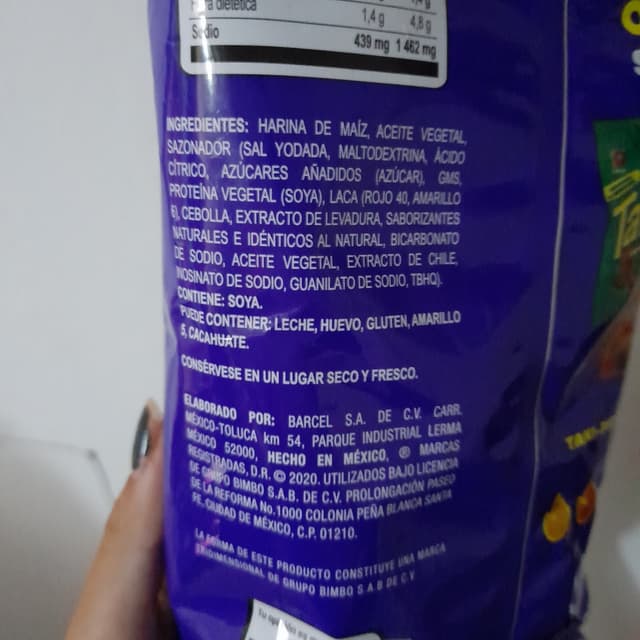 dietética 1,4 g 4,8 g
Sodio 439 mg 1 462 mg
INGREDIENTES: HARINA DE MAÍZ, ACEITE VEGETAL,
SAZONADOR (SAL YODADA, MALTODEXTRINA, ÁCIDO
CÍTRICO, AZÚCARES AÑADIDOS (AZÚCAR), GMS,
PROTEÍNA VEGETAL (SOYA), LACA (ROJO 40, AMARILLO
6), CEBOLLA, EXTRACTO DE LEVADURA, SABORIZANTES
NATURALES E IDÉNTICOS AL NATURAL, BICARBONATO
DE SODIO, ACEITE VEGETAL, EXTRACTO DE CHILE,
INOSINATO DE SODIO, GUANILATO DE SODIO, TBHQ).
CONTIENE: SOYA.
PUEDE CONTENER: LECHE, HUEVO, GLUTEN, AMARILLO
5, CACAHUATE.
CONSÉRVESE EN UN LUGAR SECO Y FRESCO.
ELABORADO POR: BARCEL S.A. DE C.V. CARR.
MÉXICO-TOLUCA km 54, PARQUE INDUSTRIAL LERMA
MÉXICO 52000, HECHO EN MÉXICO, ® MARCAS
REGISTRADAS, D.R. © 2020. UTILIZADOS BAJO LICENCIA
DE GRUPO BIMBO S.A.B. DE C.V. PROLONGACIÓN PASEO
DE LA REFORMA No. 1000 COLONIA PEÑA BLANCA SANTA
FE, CIUDAD DE MÉXICO, C.P. 01210.
LA FORMA DE ESTE PRODUCTO CONSTITUYE UNA MARCA
TRIDIMENSIONAL DE GRUPO BIMBO S A B DE C V